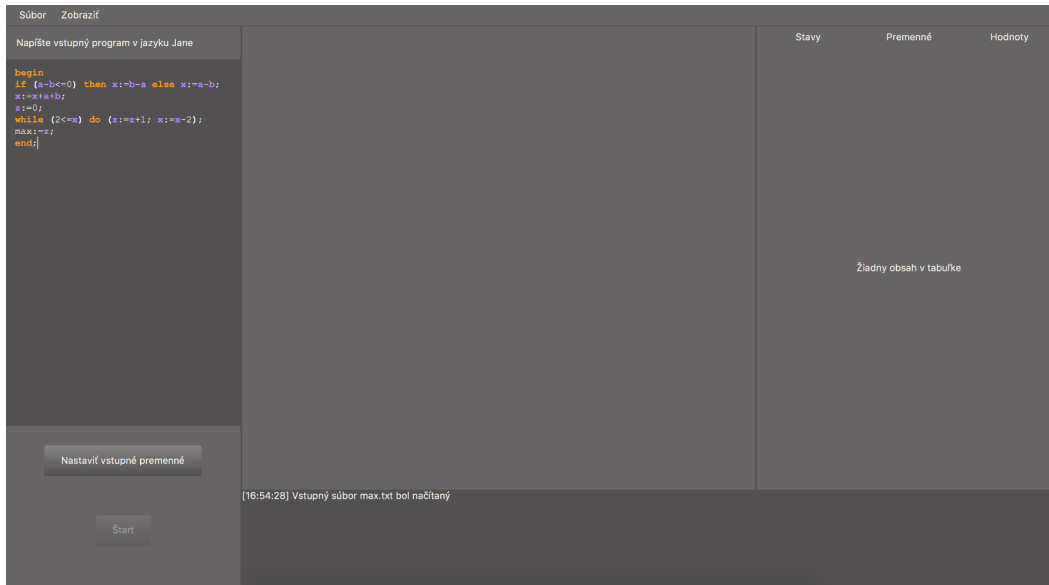 Súbor Zobraziť
Napíšte vstupný program v jazyku Jane
begin
if (a-b<=0) then x:=b-a else x:=a-b;
x:=x+a+b;
z:=0;
while (2<=x) do (z:=z+1; x:=x-2);
max:=z;
end;
Nastaviť vstupné premenné
Štart
[16:54:28] Vstupný súbor max.txt bol načítaný
Stavy Premenné Hodnoty
Žiadny obsah v tabuľke